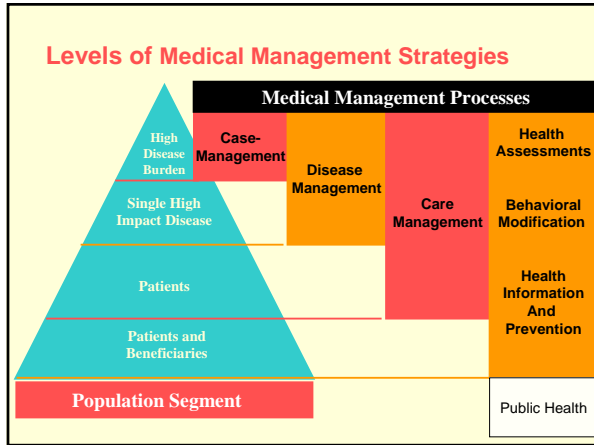 Levels of Medical Management Strategies
Medical Management Processes
High
Disease
Burden
Case-
Management
Disease
Management
Care
Management
Health
Assessments
Single High
Impact Disease
Behavioral
Modification
Patients
Health
Information
And
Prevention
Patients and
Beneficiaries
Population Segment
Public Health